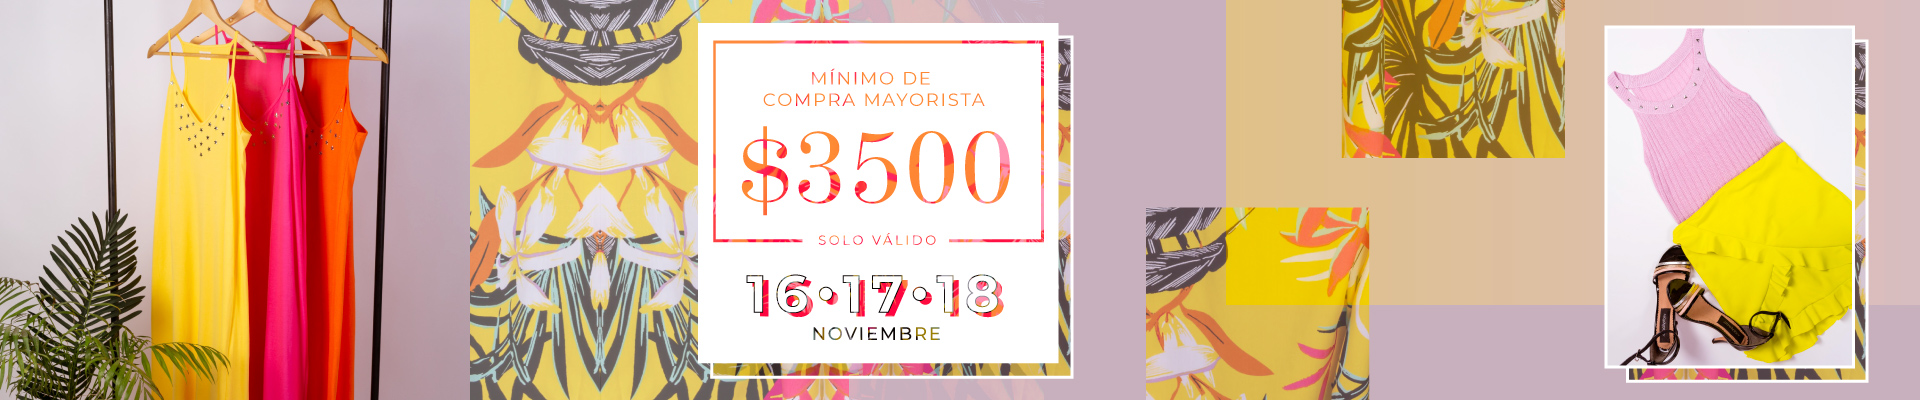 MÍNIMO DE
COMPRA MAYORISTA
$3500
SOLO VÁLIDO
16•17•18
NOVIEMBRE